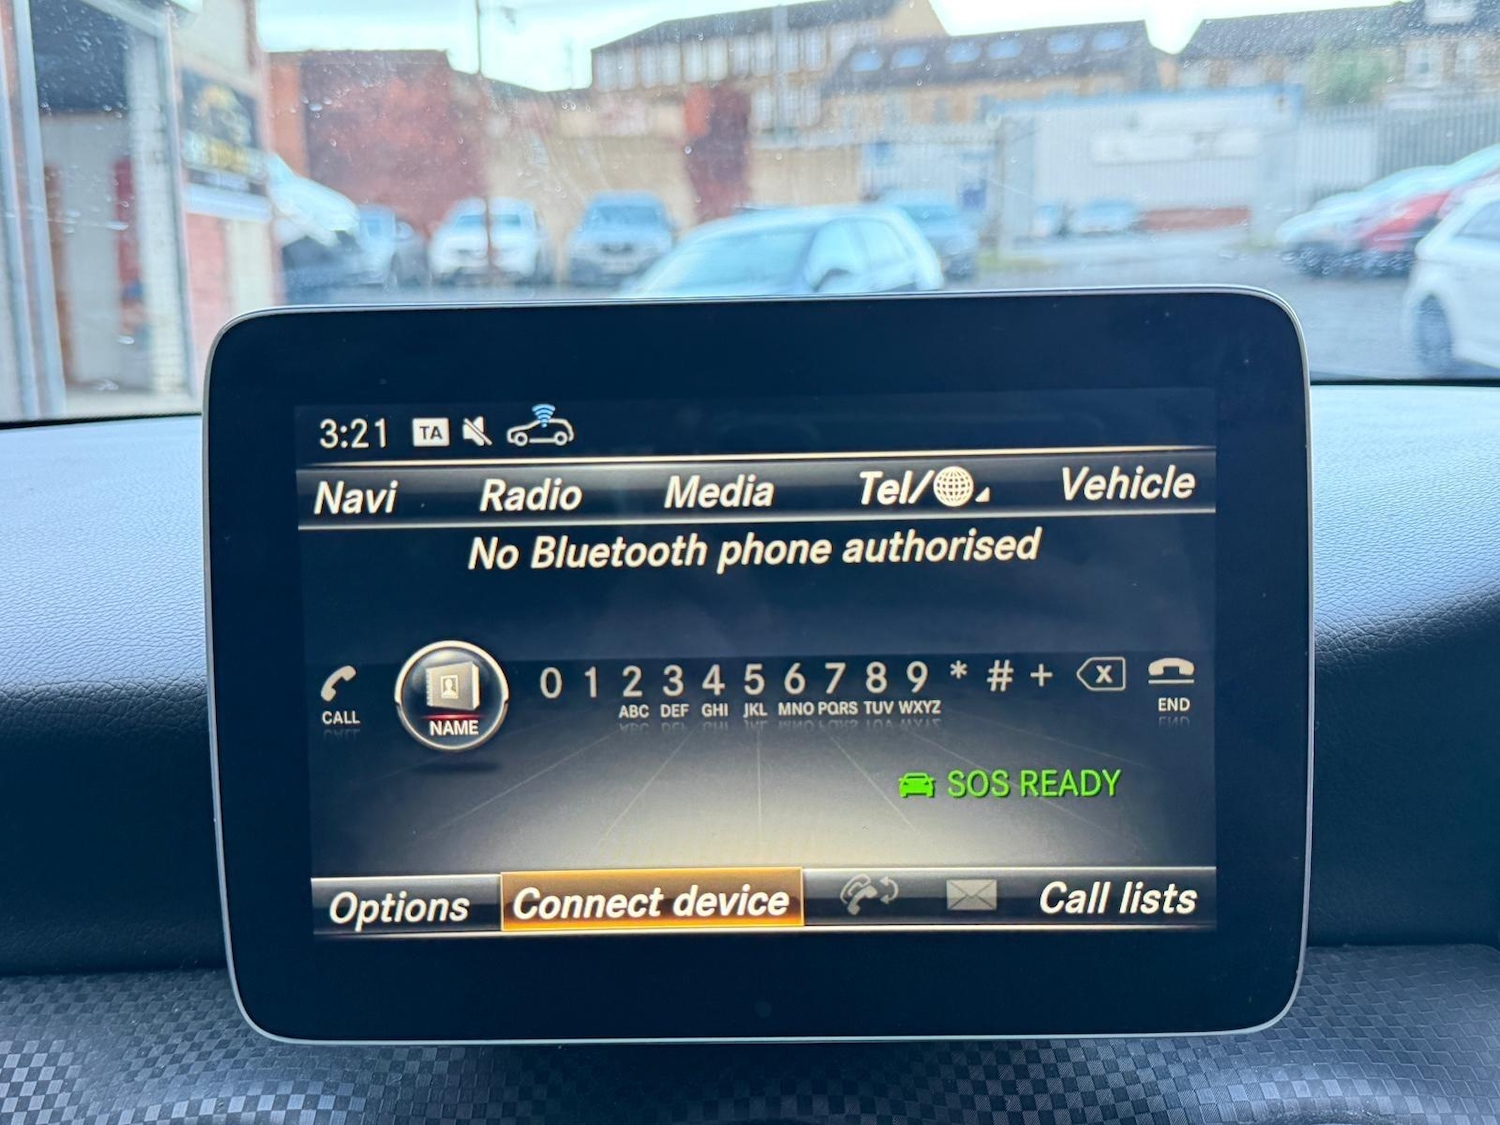 3:21 TA
Navi Radio Media Tel/ Vehicle
No Bluetooth phone authorised
0 1 2 3 4 5 6 7 8 9 * # + X
CALL NAME ABC DEF GHI JKL MNO PQRS TUV WXYZ END
SOS READY
Options Connect device Call lists